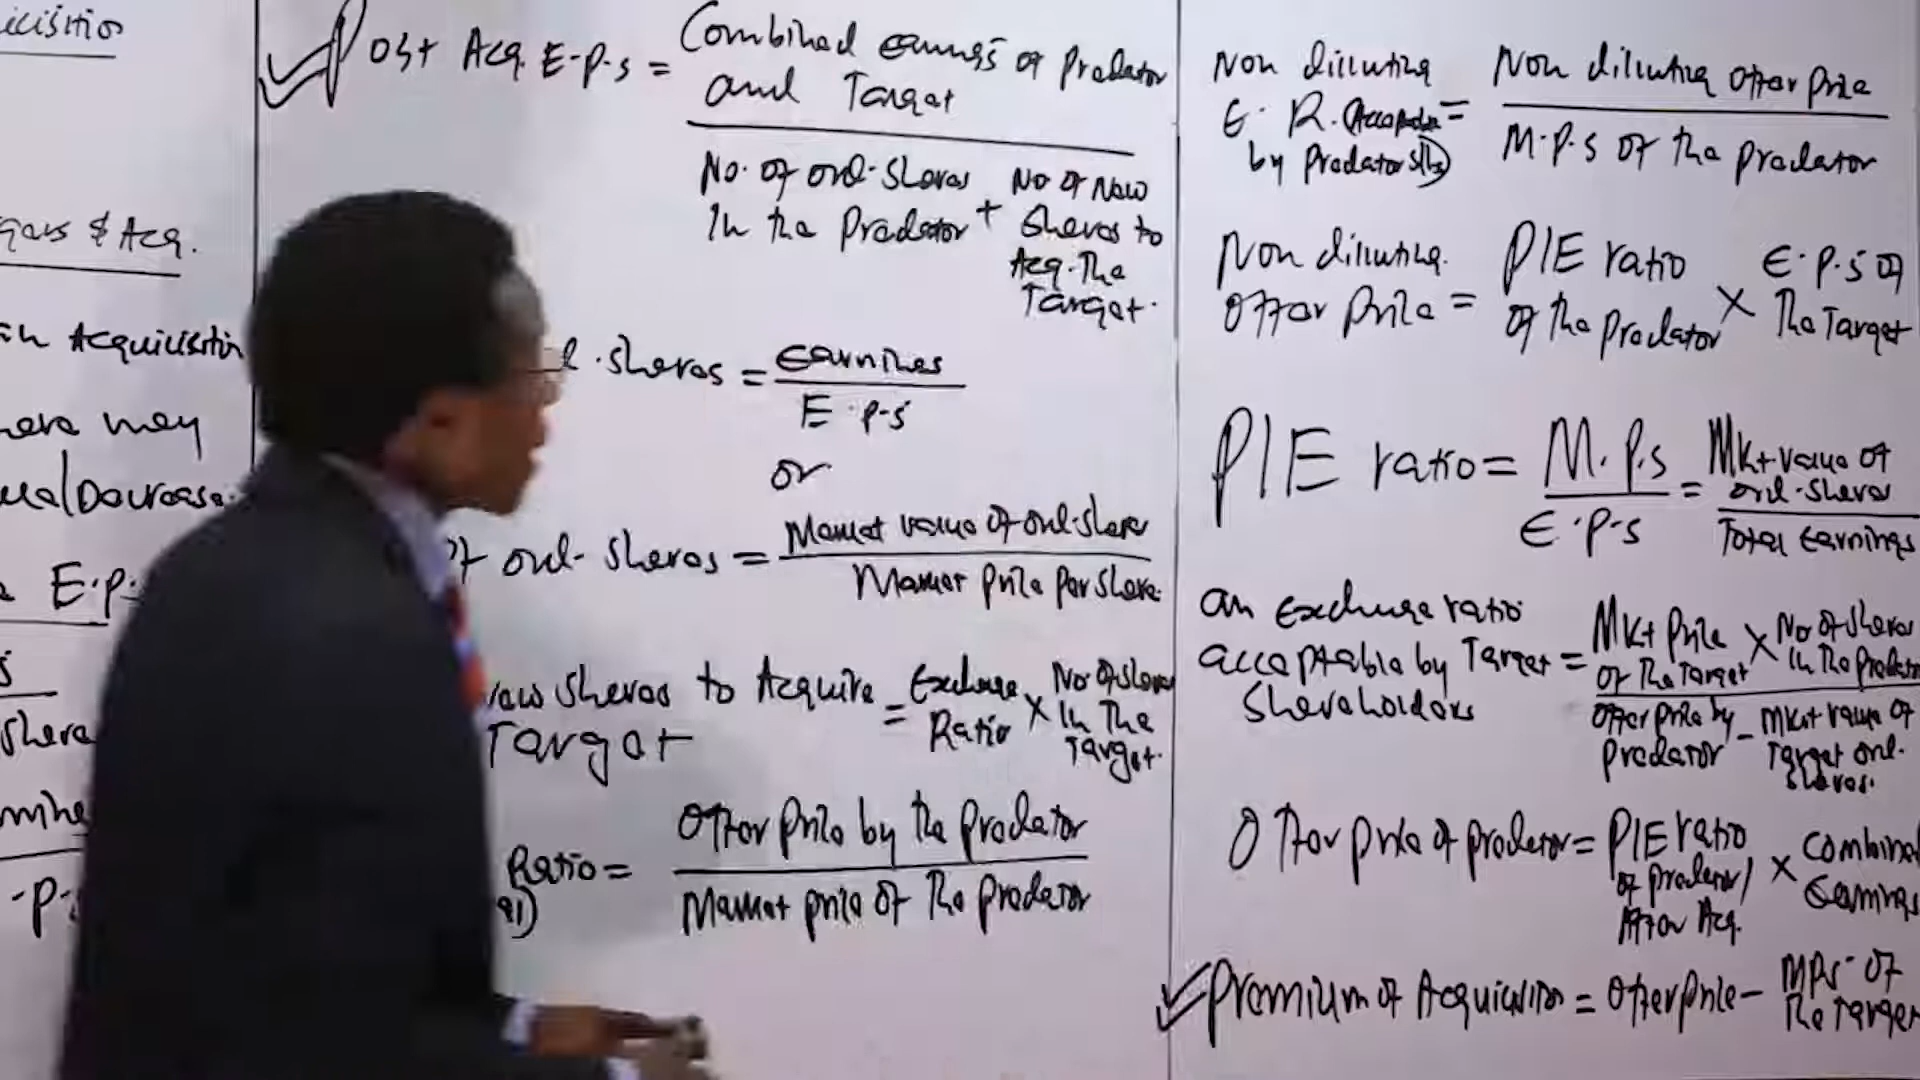 Acq.
in Acquicisition
E.p.
Post Acq. E.p.s = Combined earnings of predator
and Target
No. of ord. shares + No of New
In the Predator shares to
Acq. The
Target.
shares = earnings
E.p.s
or
of ord. shares = Market value of ord. share
Market price per share.
shares to Acquire = Exchange Ratio × No of shares
Target In The
Target.
Ratio = Offer price by the predator
Market price of the predator
Non diluting E.R. = Non diluting offer price
by Predator M.p.s of the predator
Non diluting
offer price = P/E ratio of the predator × E.p.s of The Target
P/E ratio = M.p.s = Mkt value of ord. shares
E.p.s Total earnings
an exchange ratio
acceptable by Target = Mkt price of the Target × No of shares
shareholders In the
offer price by predator – Mkt value of
Target ord.
shares.
Offer price of predator = P/E ratio × Combined
of predator Earnings
After Acq.
Premium of Acquisition = offer price – MPS of
The Target